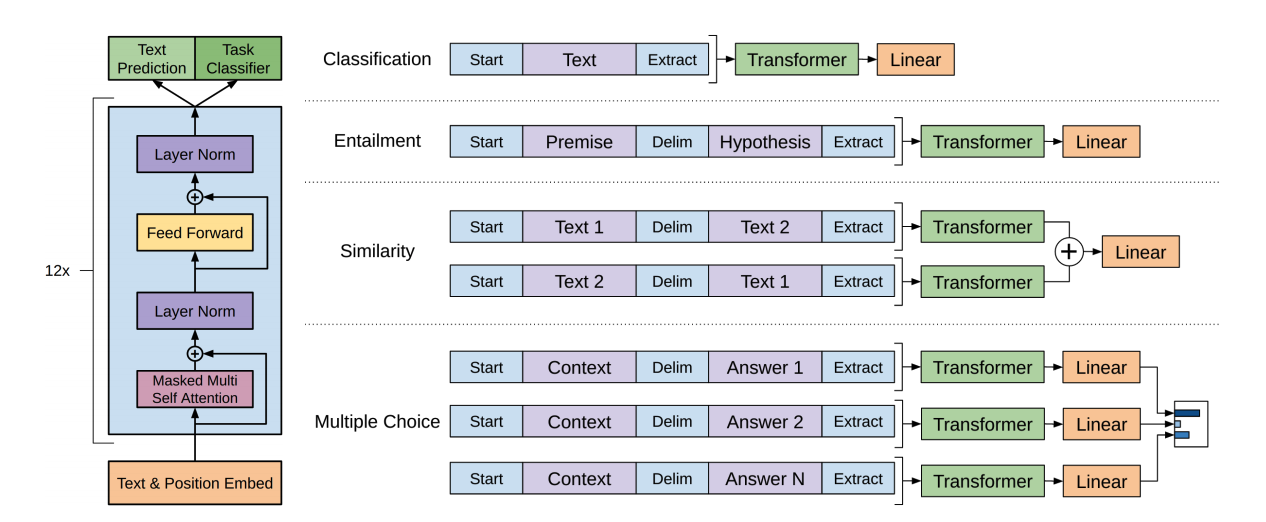 Text
Prediction
Task
Classifier
12x
Layer Norm
+
Feed Forward
Layer Norm
+
Masked Multi
Self Attention
Text & Position Embed
Classification
Start Text Extract Transformer Linear
Entailment
Start Premise Delim Hypothesis Extract Transformer Linear
Similarity
Start Text 1 Delim Text 2 Extract Transformer
+ Linear
Start Text 2 Delim Text 1 Extract Transformer
Multiple Choice
Start Context Delim Answer 1 Extract Transformer Linear
Start Context Delim Answer 2 Extract Transformer Linear
Start Context Delim Answer N Extract Transformer Linear